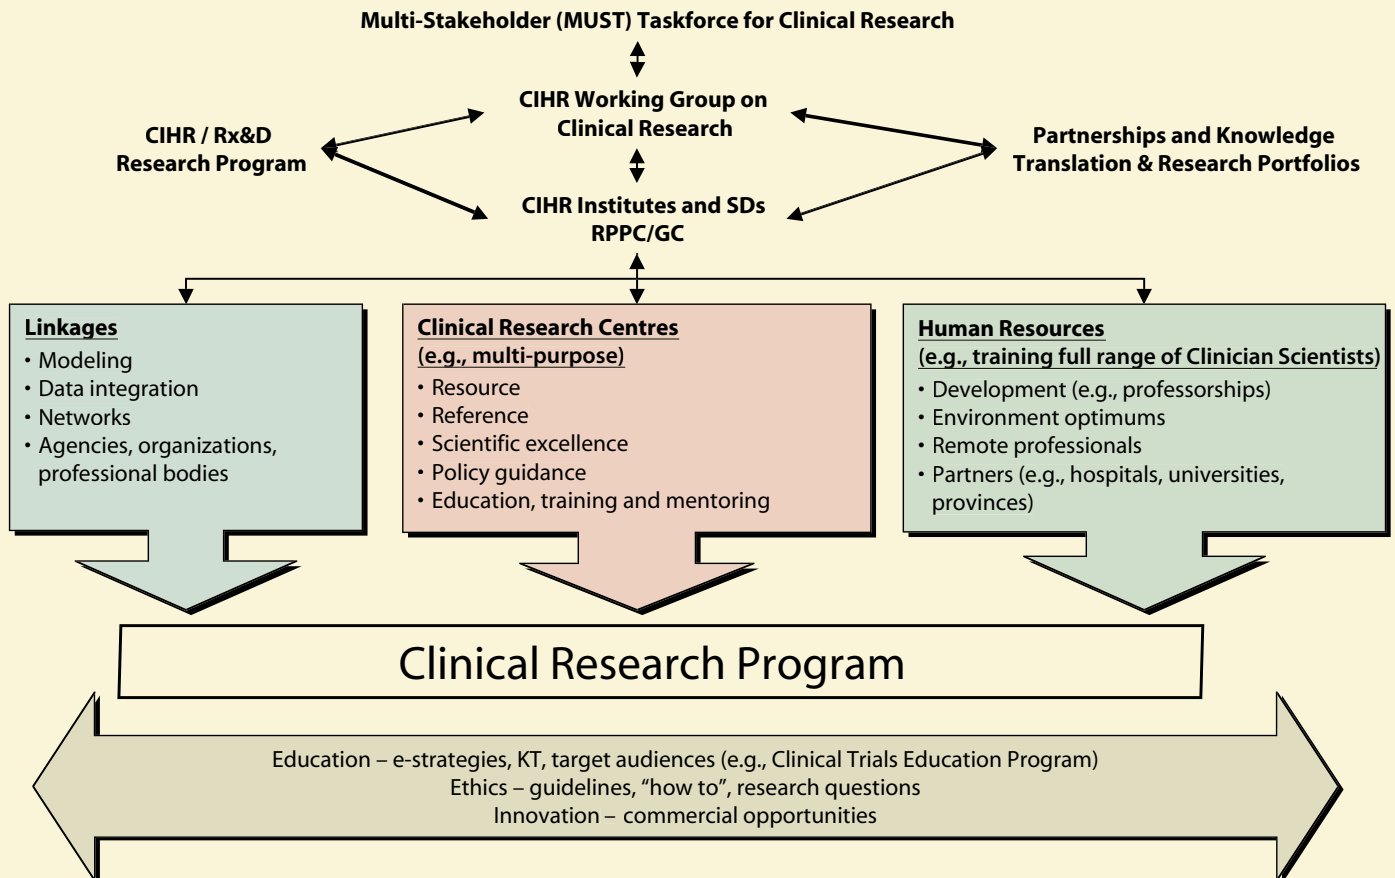 Multi-Stakeholder (MUST) Taskforce for Clinical Research
CIHR Working Group on
Clinical Research
CIHR / Rx&D
Research Program
Partnerships and Knowledge
Translation & Research Portfolios
CIHR Institutes and SDs
RPPC/GC
Linkages
• Modeling
• Data integration
• Networks
• Agencies, organizations,
professional bodies
Clinical Research Centres
(e.g., multi-purpose)
• Resource
• Reference
• Scientific excellence
• Policy guidance
• Education, training and mentoring
Human Resources
(e.g., training full range of Clinician Scientists)
• Development (e.g., professorships)
• Environment optimums
• Remote professionals
• Partners (e.g., hospitals, universities,
provinces)
Clinical Research Program
Education – e-strategies, KT, target audiences (e.g., Clinical Trials Education Program)
Ethics – guidelines, “how to”, research questions
Innovation – commercial opportunities